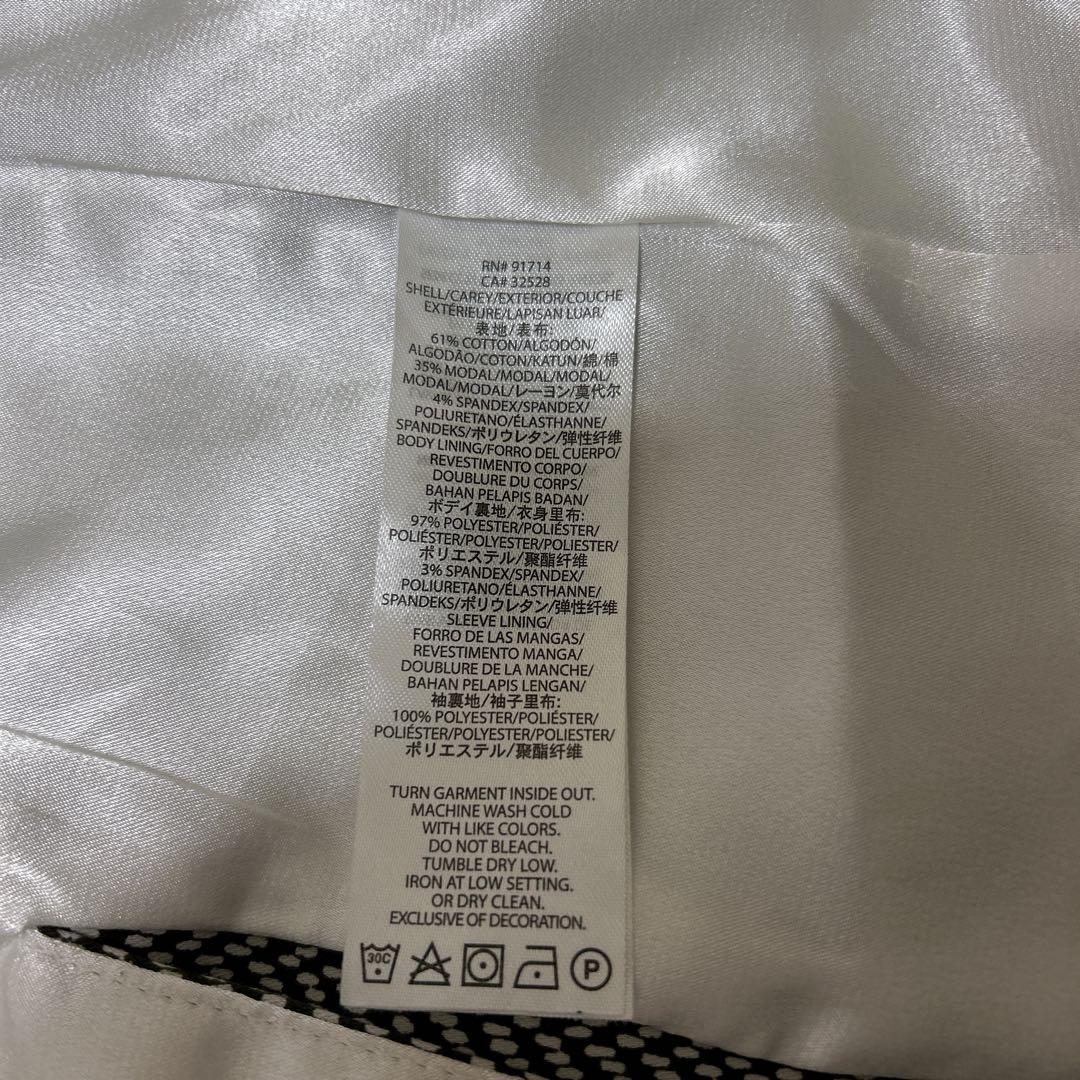 RN# 91714
CA# 32528
SHELL/CAREY/EXTERIOR/COUCHE
EXTÉRIEURE/LAPISAN LUAR/
表地/表布:
61% COTTON/ALGODÓN/
ALGODÃO/COTON/KATUN/綿/棉
35% MODAL/MODAL/MODAL/
MODAL/MODAL/レーヨン/莫代尔
4% SPANDEX/SPANDEX/
POLIURETANO/ÉLASTHANNE/
SPANDEKS/ポリウレタン/弹性纤维
BODY LINING/FORRO DEL CUERPO/
REVESTIMENTO CORPO/
DOUBLURE DU CORPS/
BAHAN PELAPIS BADAN/
ボデイ裏地/衣身里布:
97% POLYESTER/POLIÉSTER/
POLIÉSTER/POLYESTER/POLIESTER/
ポリエステル/聚酯纤维
3% SPANDEX/SPANDEX/
POLIURETANO/ÉLASTHANNE/
SPANDEKS/ポリウレタン/弹性纤维
SLEEVE LINING/
FORRO DE LAS MANGAS/
REVESTIMENTO MANGA/
DOUBLURE DE LA MANCHE/
BAHAN PELAPIS LENGAN/
袖裏地/袖子里布:
100% POLYESTER/POLIÉSTER/
POLIÉSTER/POLYESTER/POLIESTER/
ポリエステル/聚酯纤维
TURN GARMENT INSIDE OUT.
MACHINE WASH COLD
WITH LIKE COLORS.
DO NOT BLEACH.
TUMBLE DRY LOW.
IRON AT LOW SETTING.
OR DRY CLEAN.
EXCLUSIVE OF DECORATION.
30C P